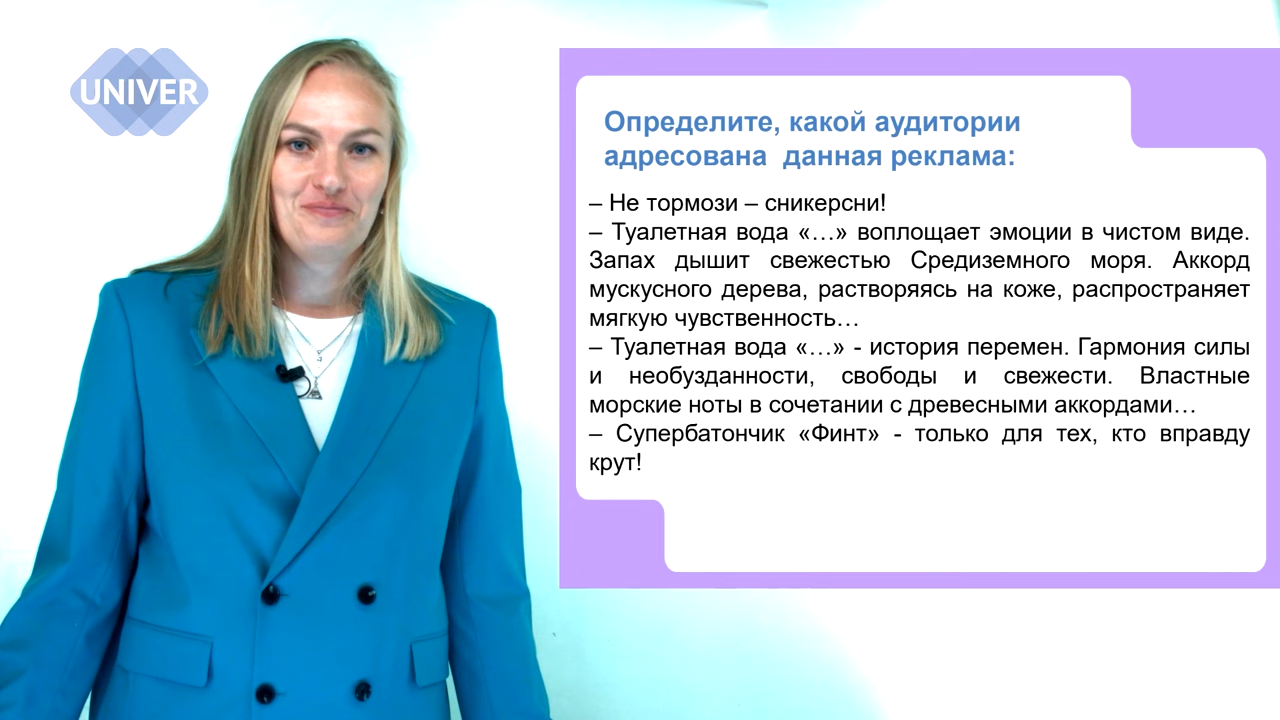 UNIVER
Определите, какой аудитории
адресована данная реклама:
– Не тормози – сникерсни!
– Туалетная вода «…» воплощает эмоции в чистом виде.
Запах дышит свежестью Средиземного моря. Аккорд
мускусного дерева, растворяясь на коже, распространяет
мягкую чувственность…
– Туалетная вода «…» - история перемен. Гармония силы
и необузданности, свободы и свежести. Властные
морские ноты в сочетании с древесными аккордами…
– Супербатончик «Финт» - только для тех, кто вправду
крут!